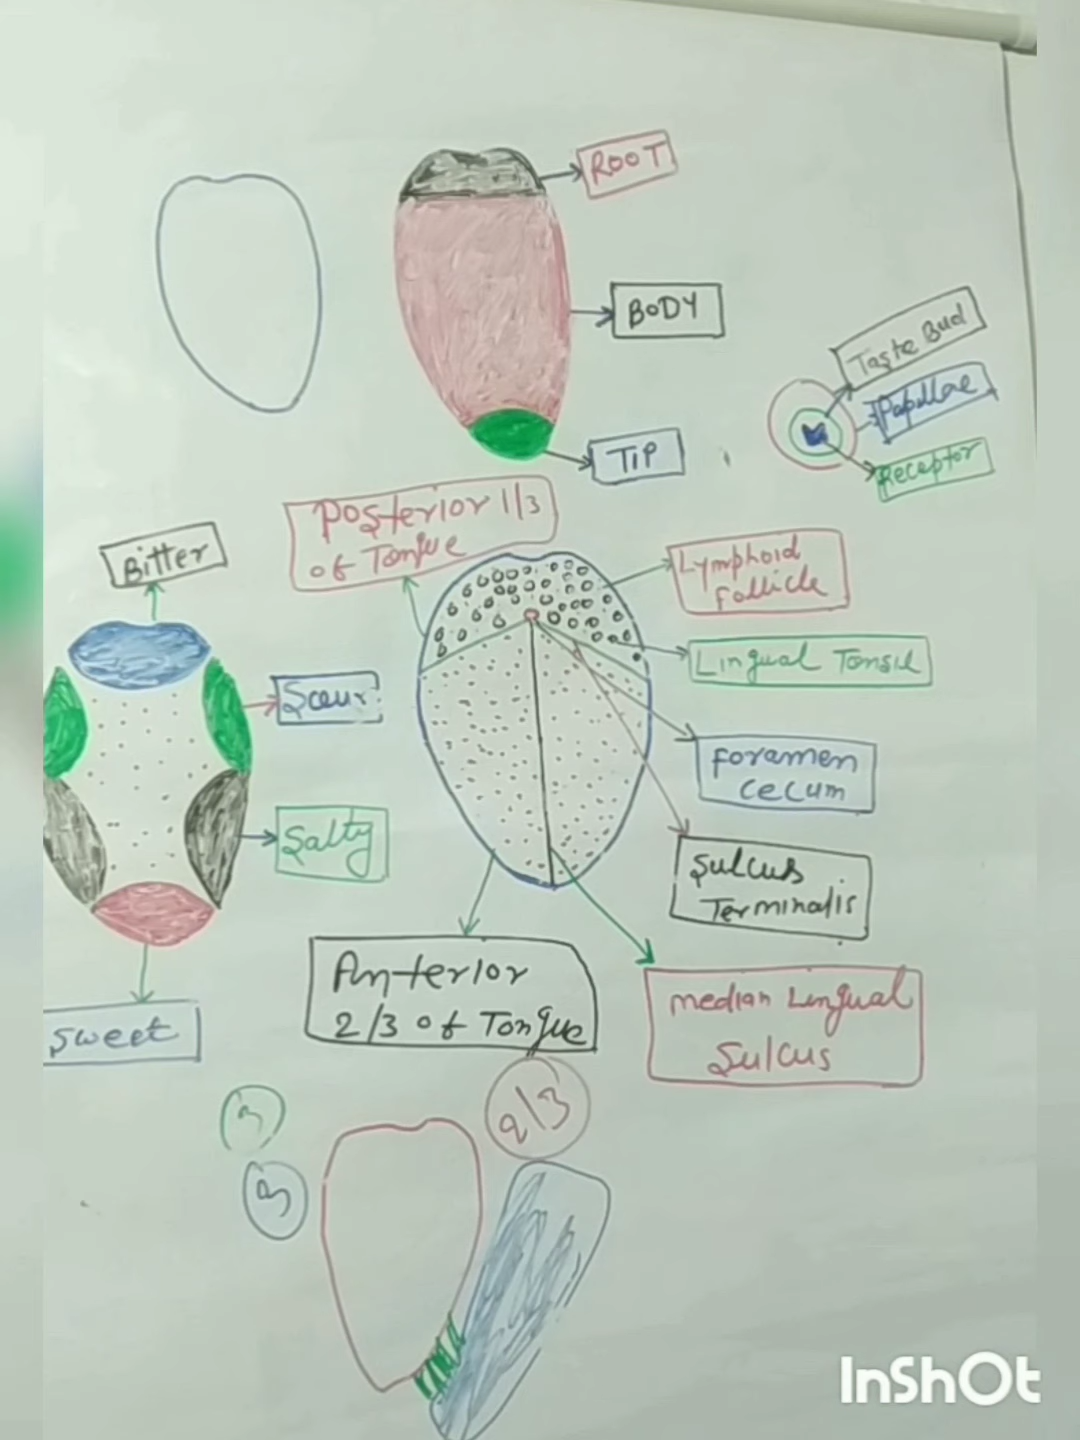 ROOT
BODY
TIP
Taste Bud
Papillae
Receptor
Posterior 1/3
of Tongue
Bitter
Sour
Salty
Sweet
Lymphoid
follicle
Lingual Tonsil
Foramen
Cecum
Sulcus
Terminalis
Anterior
2/3 of Tongue
Median Lingual
Sulcus
2/3
InShOt